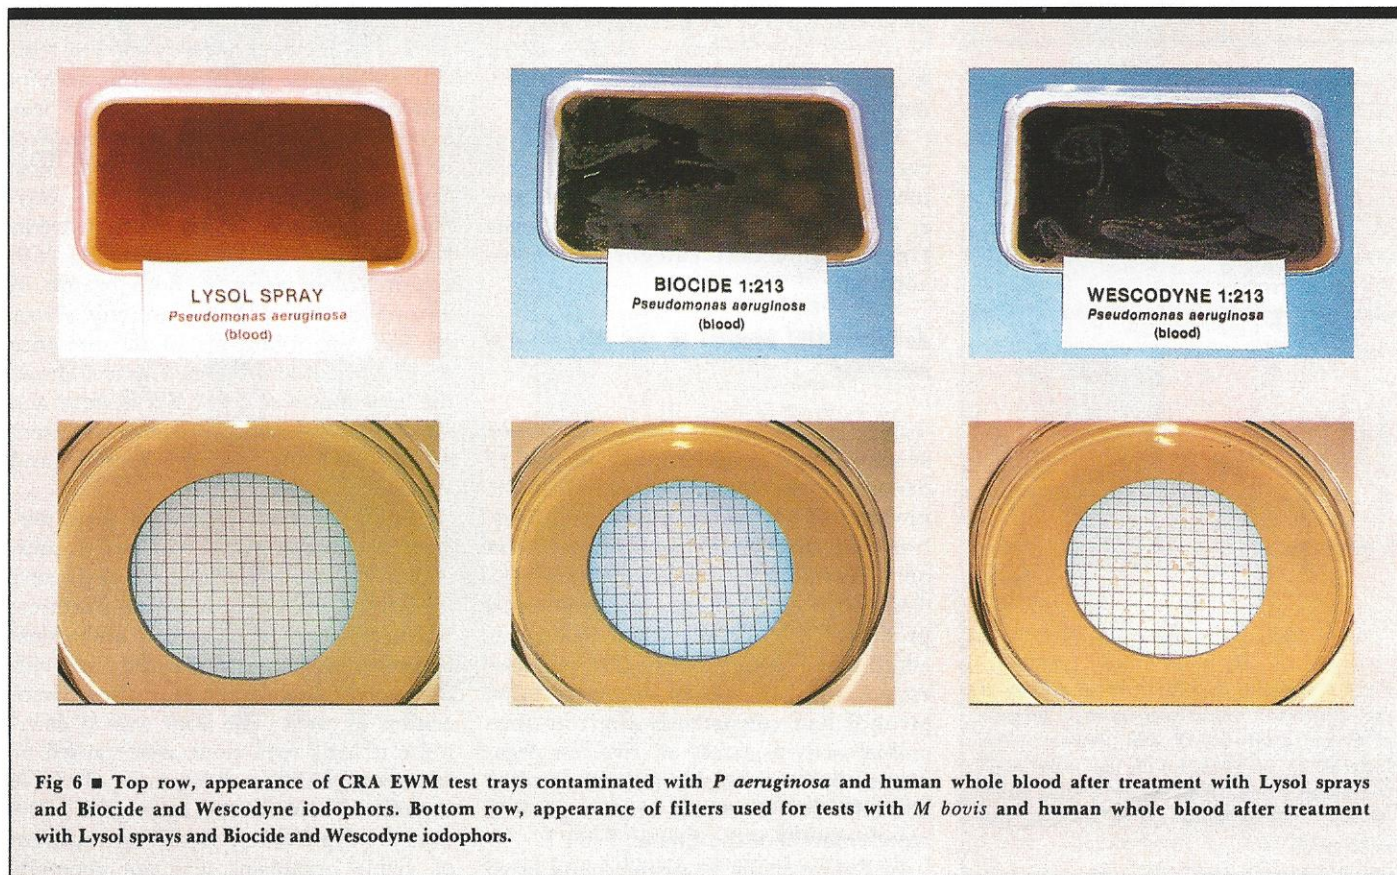 LYSOL SPRAY
Pseudomonas aeruginosa
(blood)
BIOCIDE 1:213
Pseudomonas aeruginosa
(blood)
WESCODYNE 1:213
Pseudomonas aeruginosa
(blood)
Fig 6 ■ Top row, appearance of CRA EWM test trays contaminated with P aeruginosa and human whole blood after treatment with Lysol sprays
and Biocide and Wescodyne iodophors. Bottom row, appearance of filters used for tests with M bovis and human whole blood after treatment
with Lysol sprays and Biocide and Wescodyne iodophors.